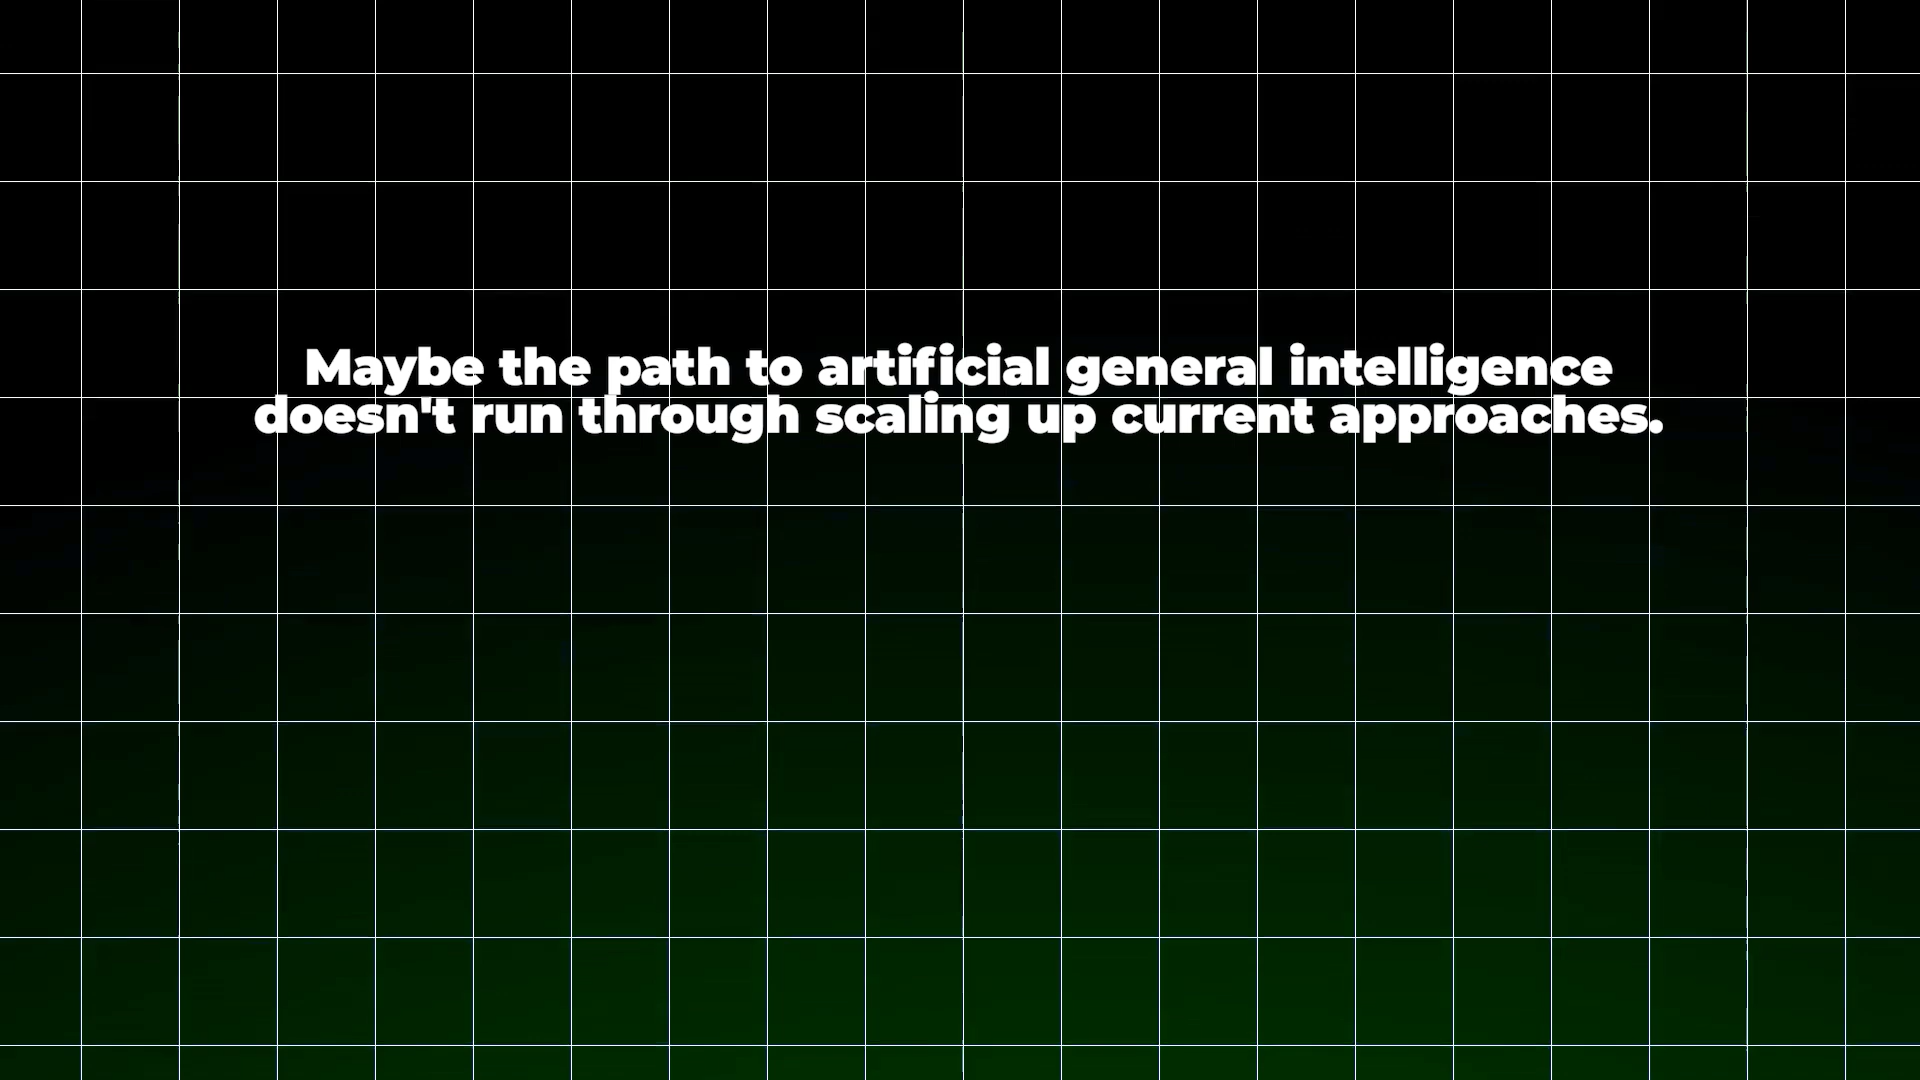 Maybe the path to artificial general intelligence
doesn't run through scaling up current approaches.